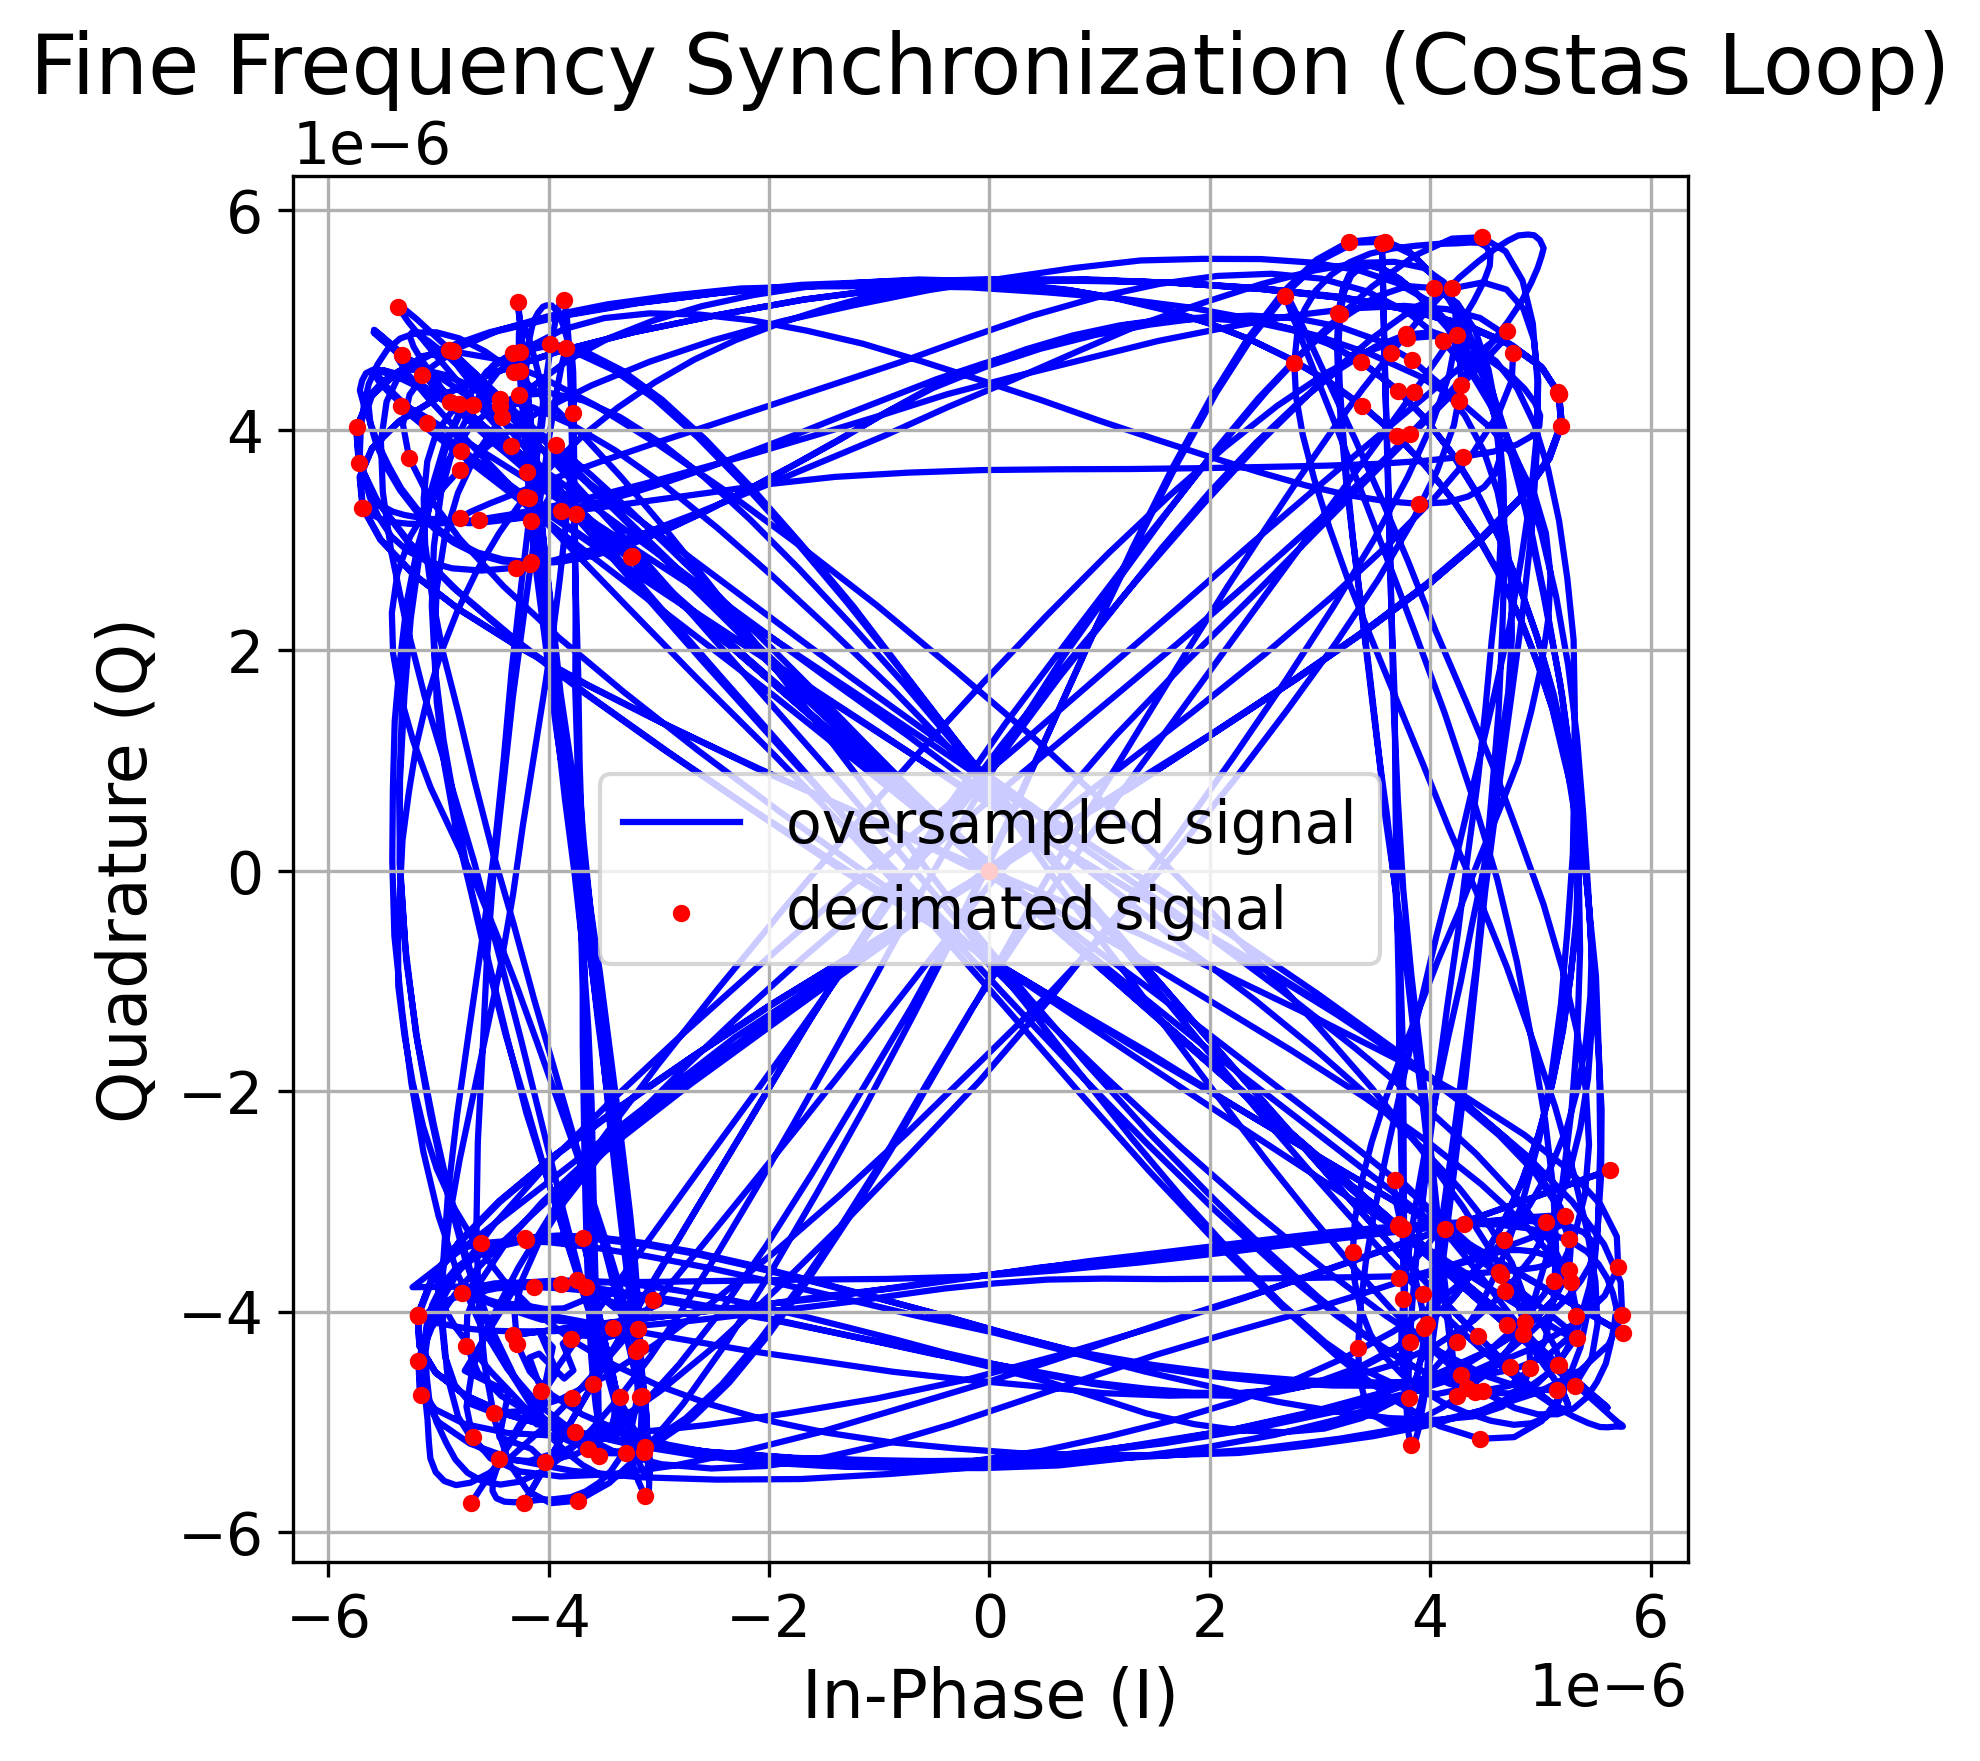 Fine Frequency Synchronization (Costas Loop)
1e−6
6
4
2
0
−2
−4
−6
Quadrature (Q)
oversampled signal
decimated signal
−6 −4 −2 0 2 4 6
1e−6
In-Phase (I)